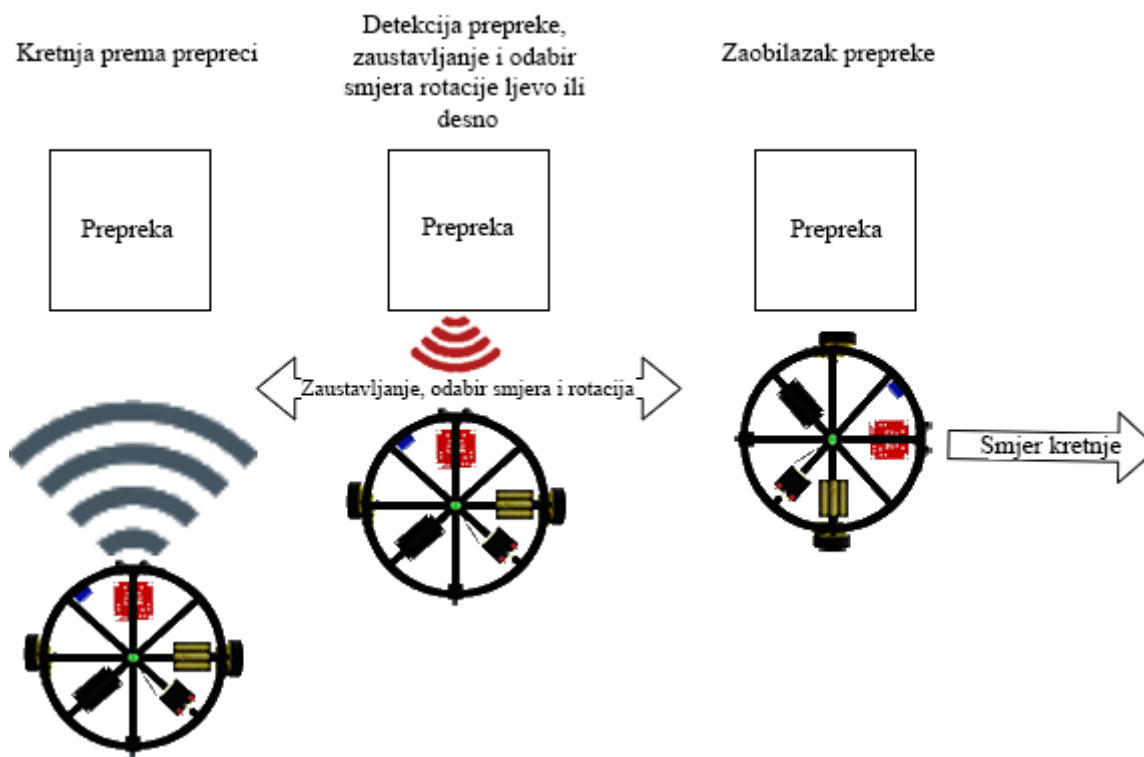 Kretnja prema prepreci
Detekcija prepreke,
zaustavljanje i odabir
smjera rotacije ljevo ili
desno
Zaobilazak prepreke
Prepreka
Prepreka
Prepreka
Zaustavljanje, odabir smjera i rotacija
Smjer kretnje